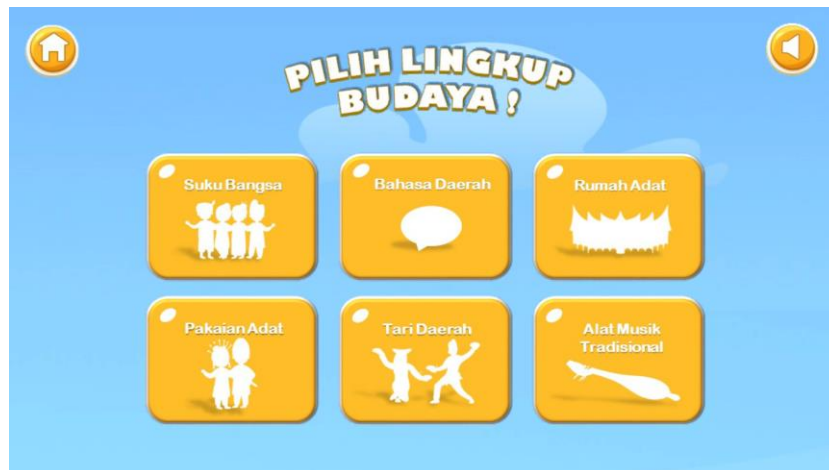 PILIH LINGKUP
BUDAYA !
Suku Bangsa
Bahasa Daerah
Rumah Adat
Pakaian Adat
Tari Daerah
Alat Musik
Tradisional